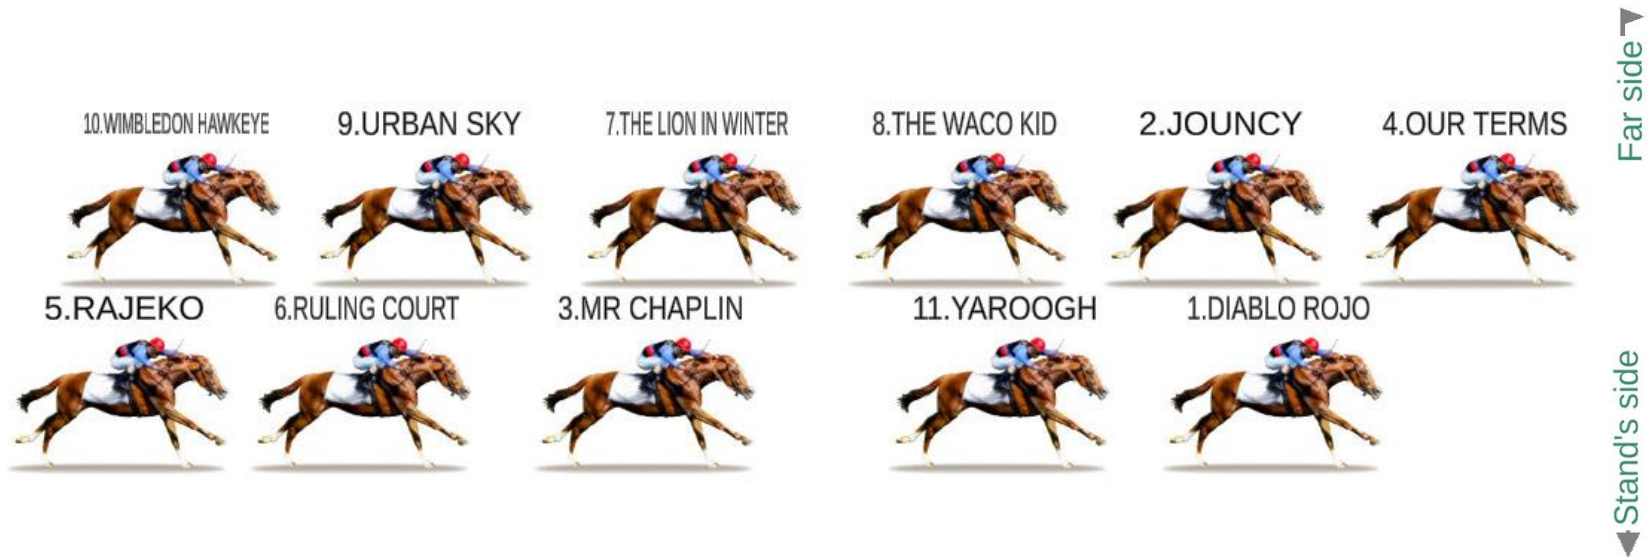 10.WIMBLEDON HAWKEYE
9.URBAN SKY
7.THE LION IN WINTER
8.THE WACO KID
2.JOUNCY
4.OUR TERMS
5.RAJEKO
6.RULING COURT
3.MR CHAPLIN
11.YAROOGH
1.DIABLO ROJO
Far side
Stand's side